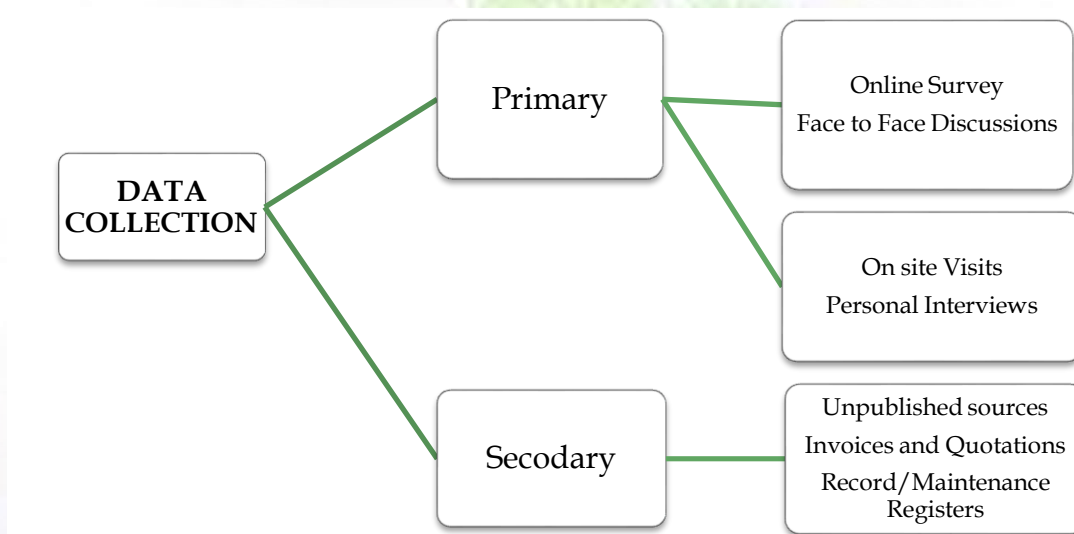 DATA
COLLECTION
Primary
Online Survey
Face to Face Discussions
On site Visits
Personal Interviews
Secodary
Unpublished sources
Invoices and Quotations
Record/Maintenance
Registers